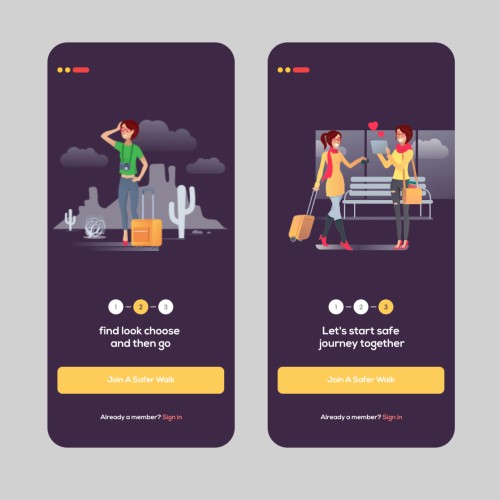 1 2 3
find look choose
and then go
Join A Safer Walk
Already a member? Sign in
1 2 3
Let's start safe
journey together
Join A Safer Walk
Already a member? Sign in